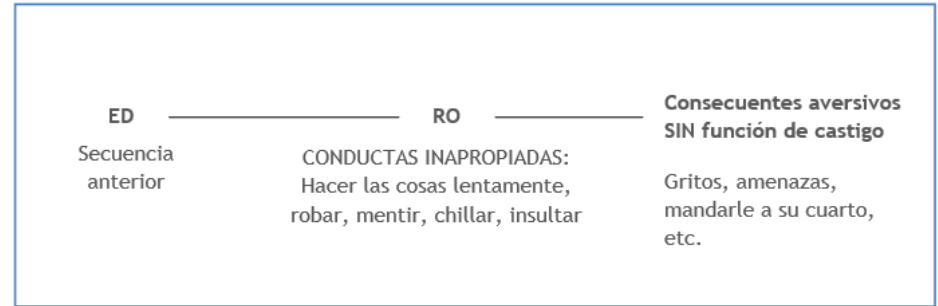 ED
RO
Consecuentes aversivos
SIN función de castigo
Secuencia
anterior
CONDUCTAS INAPROPIADAS:
Hacer las cosas lentamente,
robar, mentir, chillar, insultar
Gritos, amenazas,
mandarle a su cuarto,
etc.